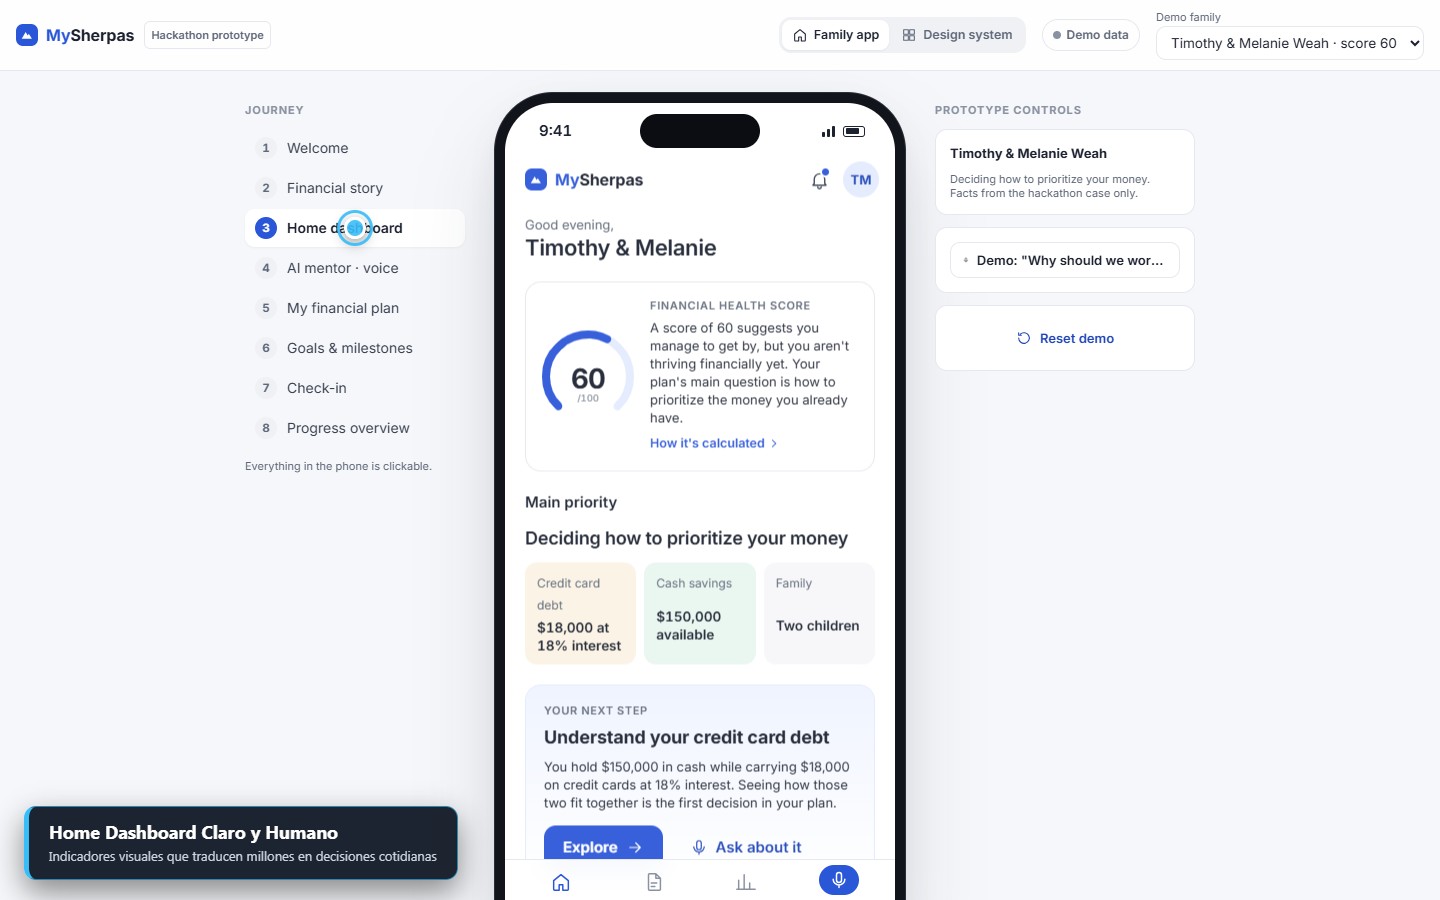 MySherpas
Hackathon prototype
Family app
Design system
Demo data
Demo family
Timothy & Melanie Weah · score 60
JOURNEY
1 Welcome
2 Financial story
3 Home dashboard
4 AI mentor · voice
5 My financial plan
6 Goals & milestones
7 Check-in
8 Progress overview
Everything in the phone is clickable.
9:41
MySherpas
TM
Good evening,
Timothy & Melanie
60
/100
FINANCIAL HEALTH SCORE
A score of 60 suggests you
manage to get by, but you aren't
thriving financially yet. Your
plan's main question is how to
prioritize the money you already
have.
How it's calculated
Main priority
Deciding how to prioritize your money
Credit card
debt
$18,000 at
18% interest
Cash savings
$150,000
available
Family
Two children
YOUR NEXT STEP
Understand your credit card debt
You hold $150,000 in cash while carrying $18,000
on credit cards at 18% interest. Seeing how those
two fit together is the first decision in your plan.
Explore
Ask about it
PROTOTYPE CONTROLS
Timothy & Melanie Weah
Deciding how to prioritize your money.
Facts from the hackathon case only.
Demo: "Why should we wor...
Reset demo
Home Dashboard Claro y Humano
Indicadores visuales que traducen millones en decisiones cotidianas